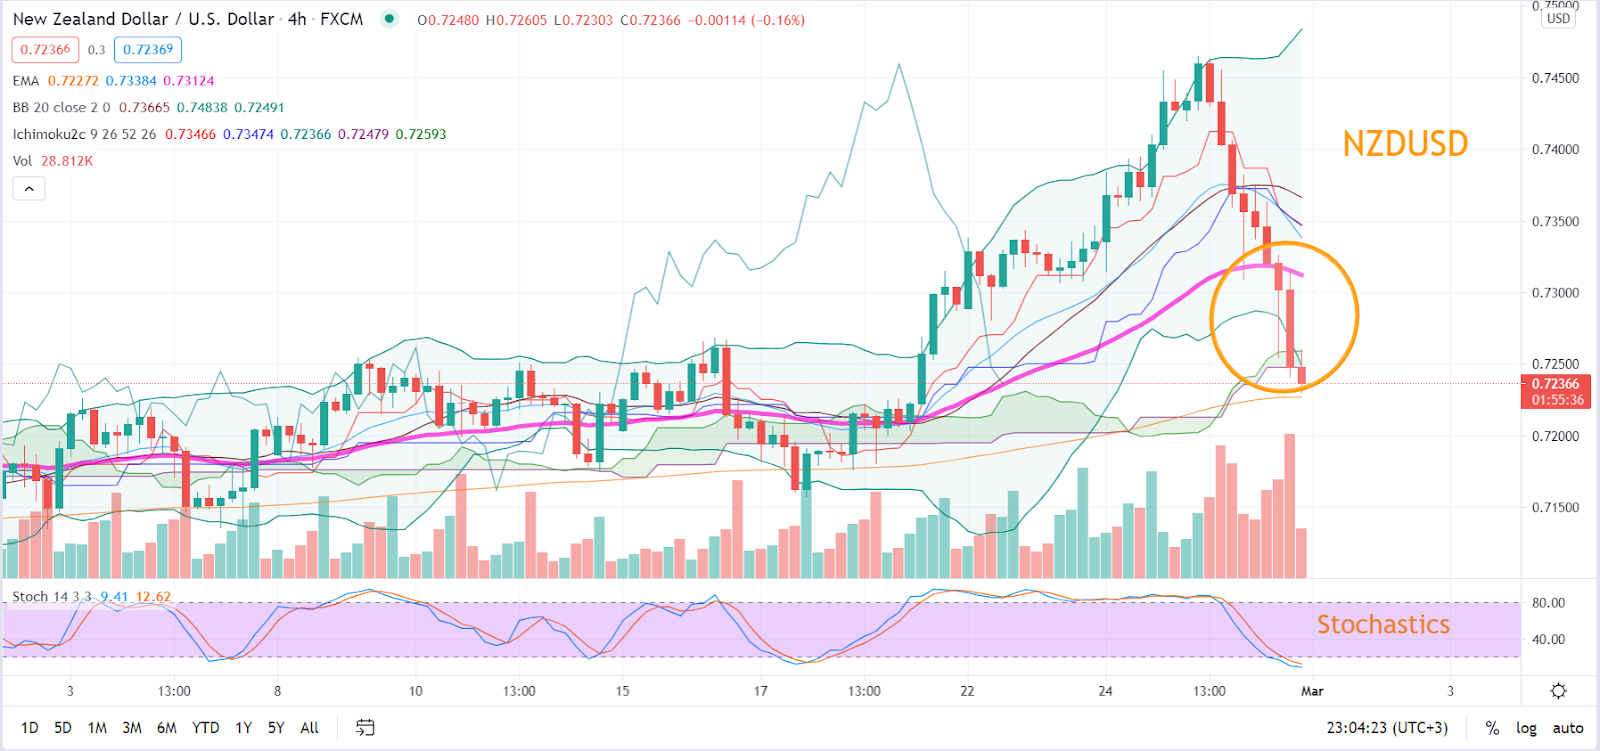 New Zealand Dollar / U.S. Dollar · 4h · FXCM O0.72480 H0.72605 L0.72303 C0.72366 −0.00114 (−0.16%)
0.72366 0.3 0.72369
EMA 0.72272 0.73384 0.73124
BB 20 close 2 0 0.73665 0.74838 0.72491
Ichimoku2c 9 26 52 26 0.73466 0.73474 0.72366 0.72479 0.72593
Vol 28.812K
NZDUSD
0.75000
USD
0.74500
0.74000
0.73500
0.73000
0.72500
0.72366
01:55:36
0.72000
0.71500
Stoch 14 3 3 9.41 12.62
Stochastics
80.00
40.00
3 13:00 8 10 13:00 15 17 13:00 22 24 13:00 Mar 3
1D 5D 1M 3M 6M YTD 1Y 5Y All 23:04:23 (UTC+3) % log auto